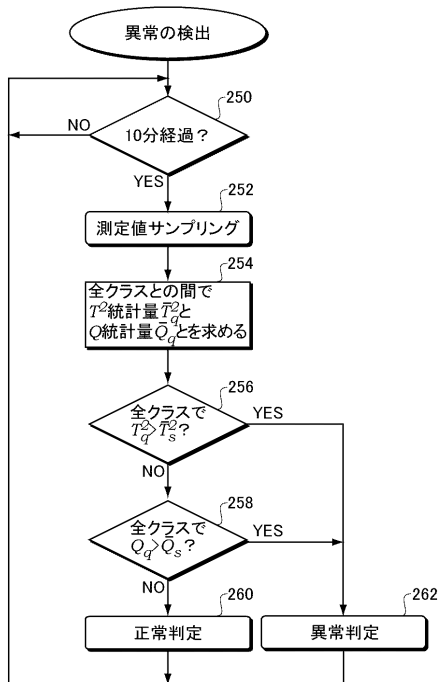 異常の検出
250
10分経過？
NO
YES
252
測定値サンプリング
254
全クラスとの間で
T²統計量T̄²qと
Q統計量Q̄qとを求める
256
全クラスで
T²q>T̄²s?
YES
NO
258
全クラスで
Qq>Q̄s?
YES
NO
260
正常判定
262
異常判定